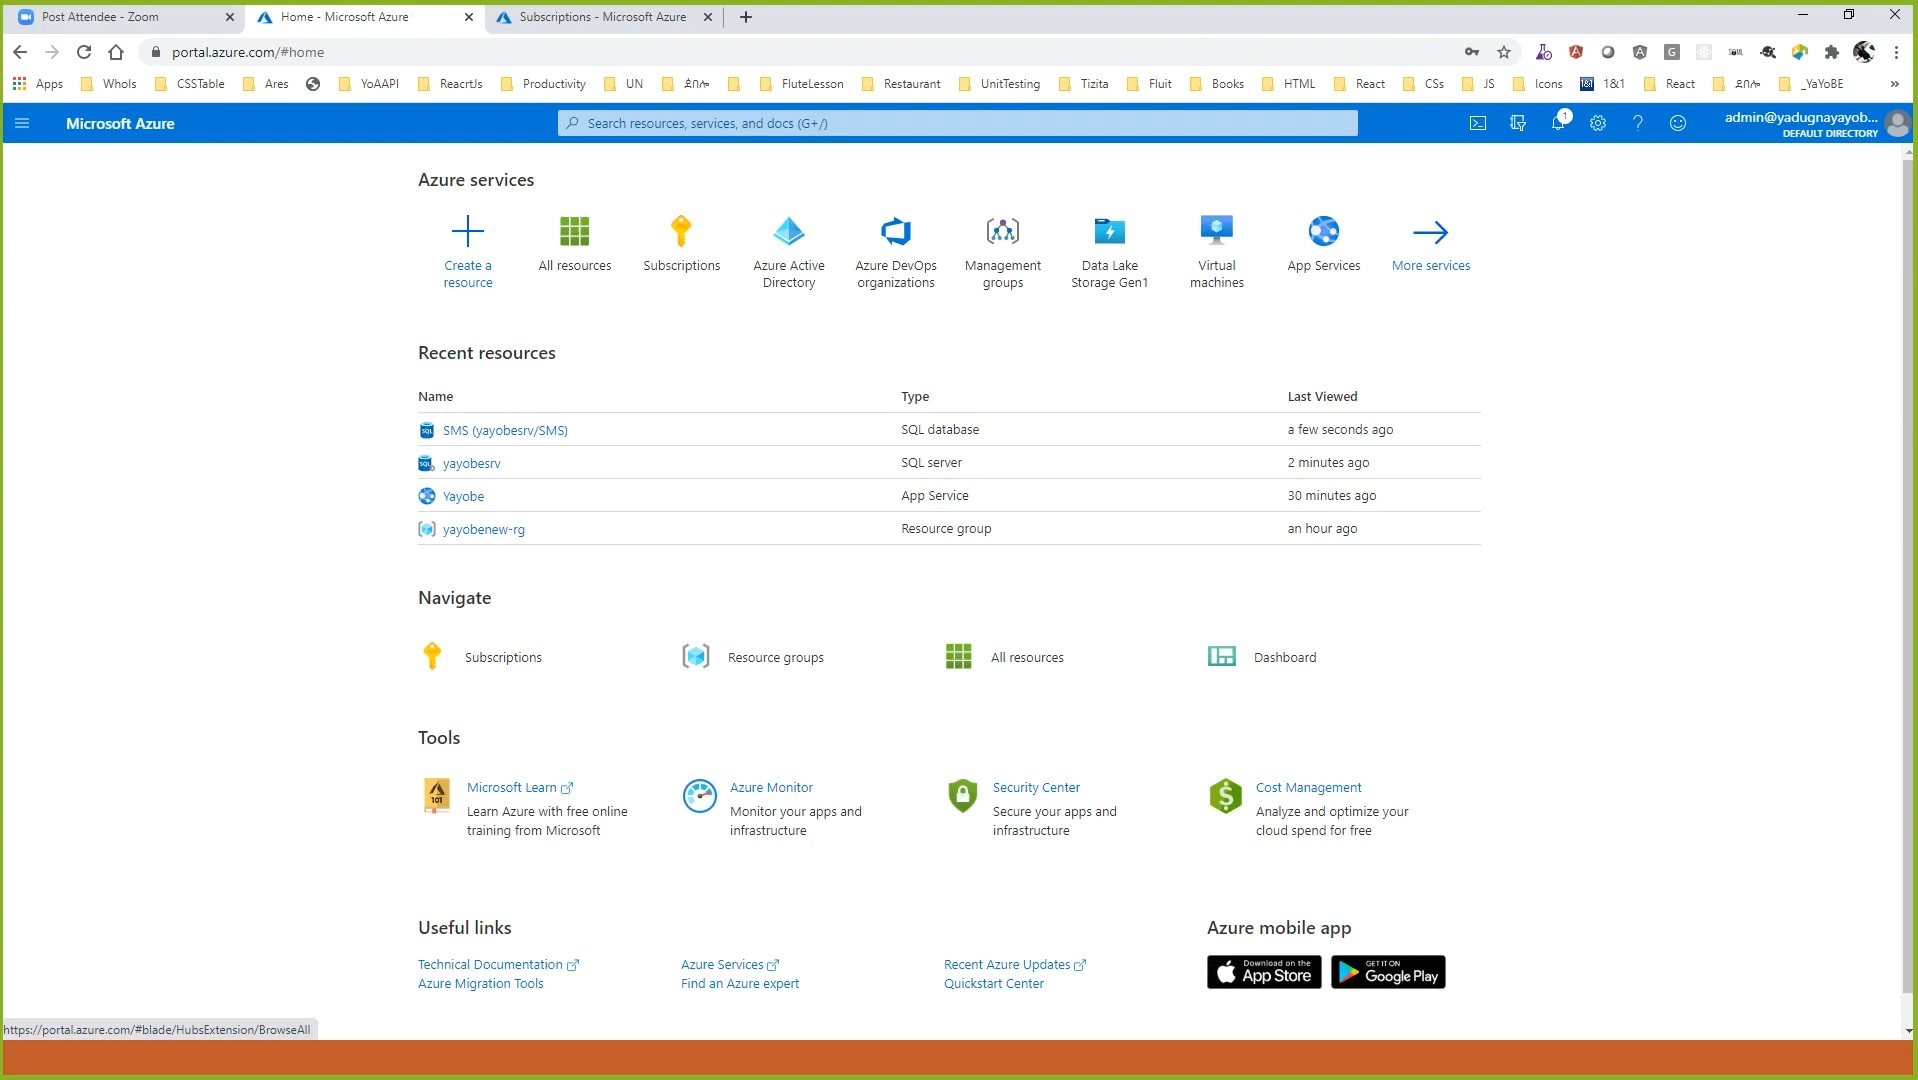 Post Attendee - Zoom
Home - Microsoft Azure
Subscriptions - Microsoft Azure
portal.azure.com/#home
Apps WhoIs CSSTable Ares YoAAPI ReacrtJs Productivity UN FluteLesson Restaurant UnitTesting Tizita Fluit Books HTML React CSs JS Icons 1&1 React _YaYoBE
Microsoft Azure
Search resources, services, and docs (G+/)
1
admin@yadugnayayob...
DEFAULT DIRECTORY
Azure services
Create a resource
All resources
Subscriptions
Azure Active Directory
Azure DevOps organizations
Management groups
Data Lake Storage Gen1
Virtual machines
App Services
More services
Recent resources
Name Type Last Viewed
SMS (yayobesrv/SMS) SQL database a few seconds ago
yayobesrv SQL server 2 minutes ago
Yayobe App Service 30 minutes ago
yayobenew-rg Resource group an hour ago
Navigate
Subscriptions Resource groups All resources Dashboard
Tools
Microsoft Learn
Learn Azure with free online
training from Microsoft
Azure Monitor
Monitor your apps and
infrastructure
Security Center
Secure your apps and
infrastructure
Cost Management
Analyze and optimize your
cloud spend for free
Useful links
Technical Documentation
Azure Migration Tools
Azure Services
Find an Azure expert
Recent Azure Updates
Quickstart Center
Azure mobile app
Download on the
App Store
GET IT ON
Google Play
https://portal.azure.com/#blade/HubsExtension/BrowseAll